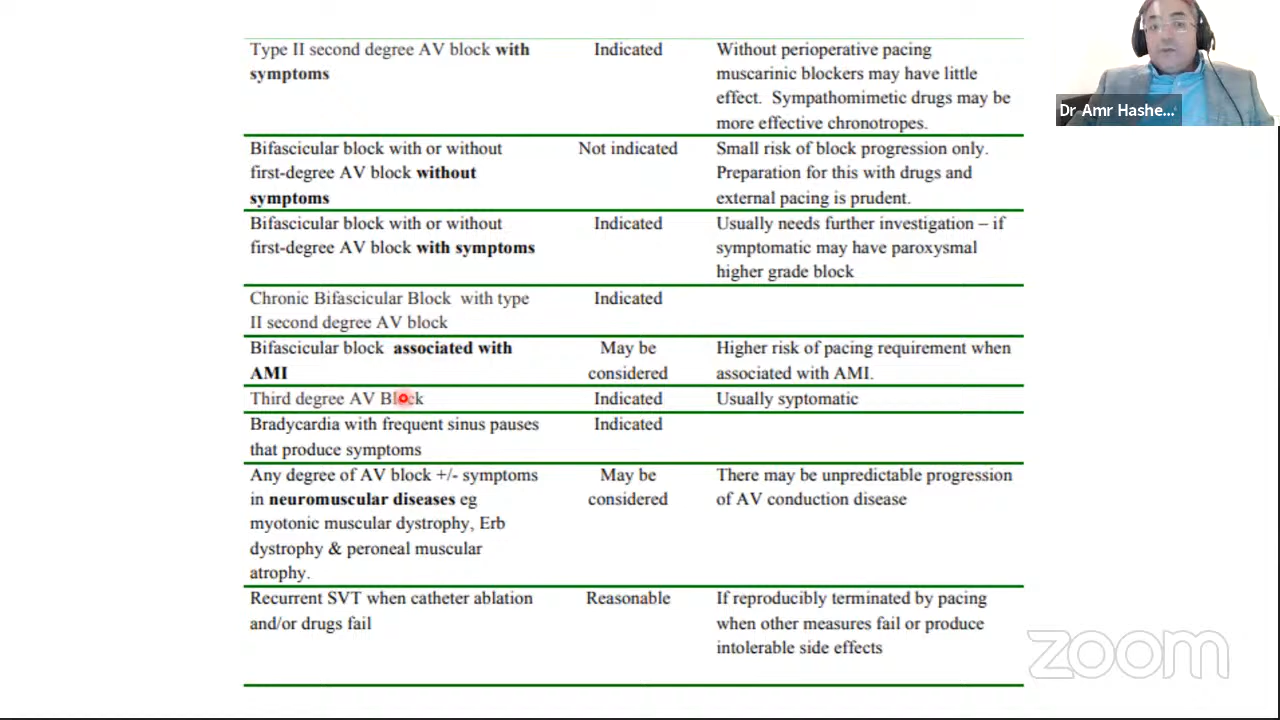 Type II second degree AV block with
symptoms
Indicated
Without perioperative pacing
muscarinic blockers may have little
effect. Sympathomimetic drugs may be
more effective chronotropes.
Bifascicular block with or without
first-degree AV block without
symptoms
Not indicated
Small risk of block progression only.
Preparation for this with drugs and
external pacing is prudent.
Bifascicular block with or without
first-degree AV block with symptoms
Indicated
Usually needs further investigation – if
symptomatic may have paroxysmal
higher grade block
Chronic Bifascicular Block with type
II second degree AV block
Indicated
Bifascicular block associated with
AMI
May be
considered
Higher risk of pacing requirement when
associated with AMI.
Third degree AV Block
Indicated
Usually syptomatic
Bradycardia with frequent sinus pauses
that produce symptoms
Indicated
Any degree of AV block +/- symptoms
in neuromuscular diseases eg
myotonic muscular dystrophy, Erb
dystrophy & peroneal muscular
atrophy.
May be
considered
There may be unpredictable progression
of AV conduction disease
Recurrent SVT when catheter ablation
and/or drugs fail
Reasonable
If reproducibly terminated by pacing
when other measures fail or produce
intolerable side effects
Dr Amr Hashe...
zoom